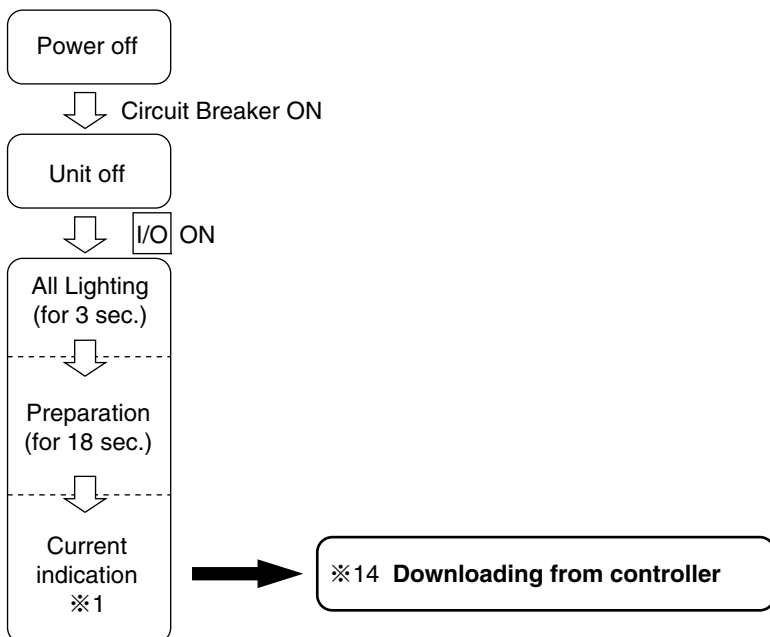 Power off
Circuit Breaker ON
Unit off
I/O ON
All Lighting
(for 3 sec.)
Preparation
(for 18 sec.)
Current
indication
※1
※14 Downloading from controller